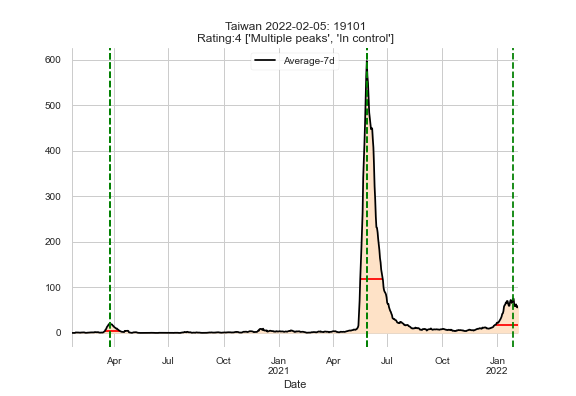 Taiwan 2022-02-05: 19101
Rating:4 ['Multiple peaks', 'In control']
Average-7d
600
500
400
300
200
100
0
Apr Jul Oct Jan Apr Jul Oct Jan
2021 2022
Date